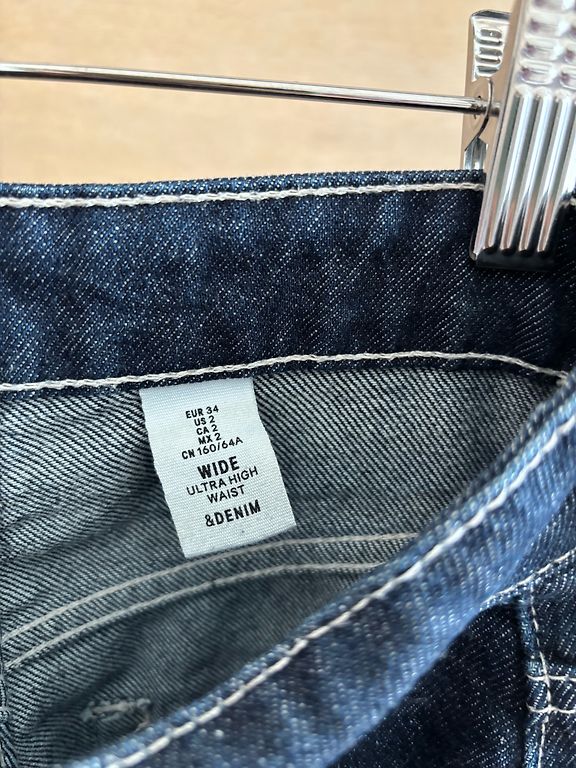 EUR 34
US 2
CA 2
MX 2
CN 160/64A
WIDE
ULTRA HIGH
WAIST
&DENIM